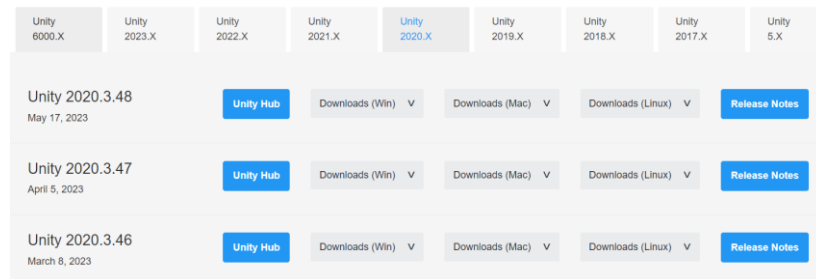 Unity Unity Unity Unity Unity Unity Unity Unity Unity
6000.X 2023.X 2022.X 2021.X 2020.X 2019.X 2018.X 2017.X 5.X
Unity 2020.3.48
May 17, 2023
Unity Hub Downloads (Win) V Downloads (Mac) V Downloads (Linux) V Release Notes
Unity 2020.3.47
April 5, 2023
Unity Hub Downloads (Win) V Downloads (Mac) V Downloads (Linux) V Release Notes
Unity 2020.3.46
March 8, 2023
Unity Hub Downloads (Win) V Downloads (Mac) V Downloads (Linux) V Release Notes